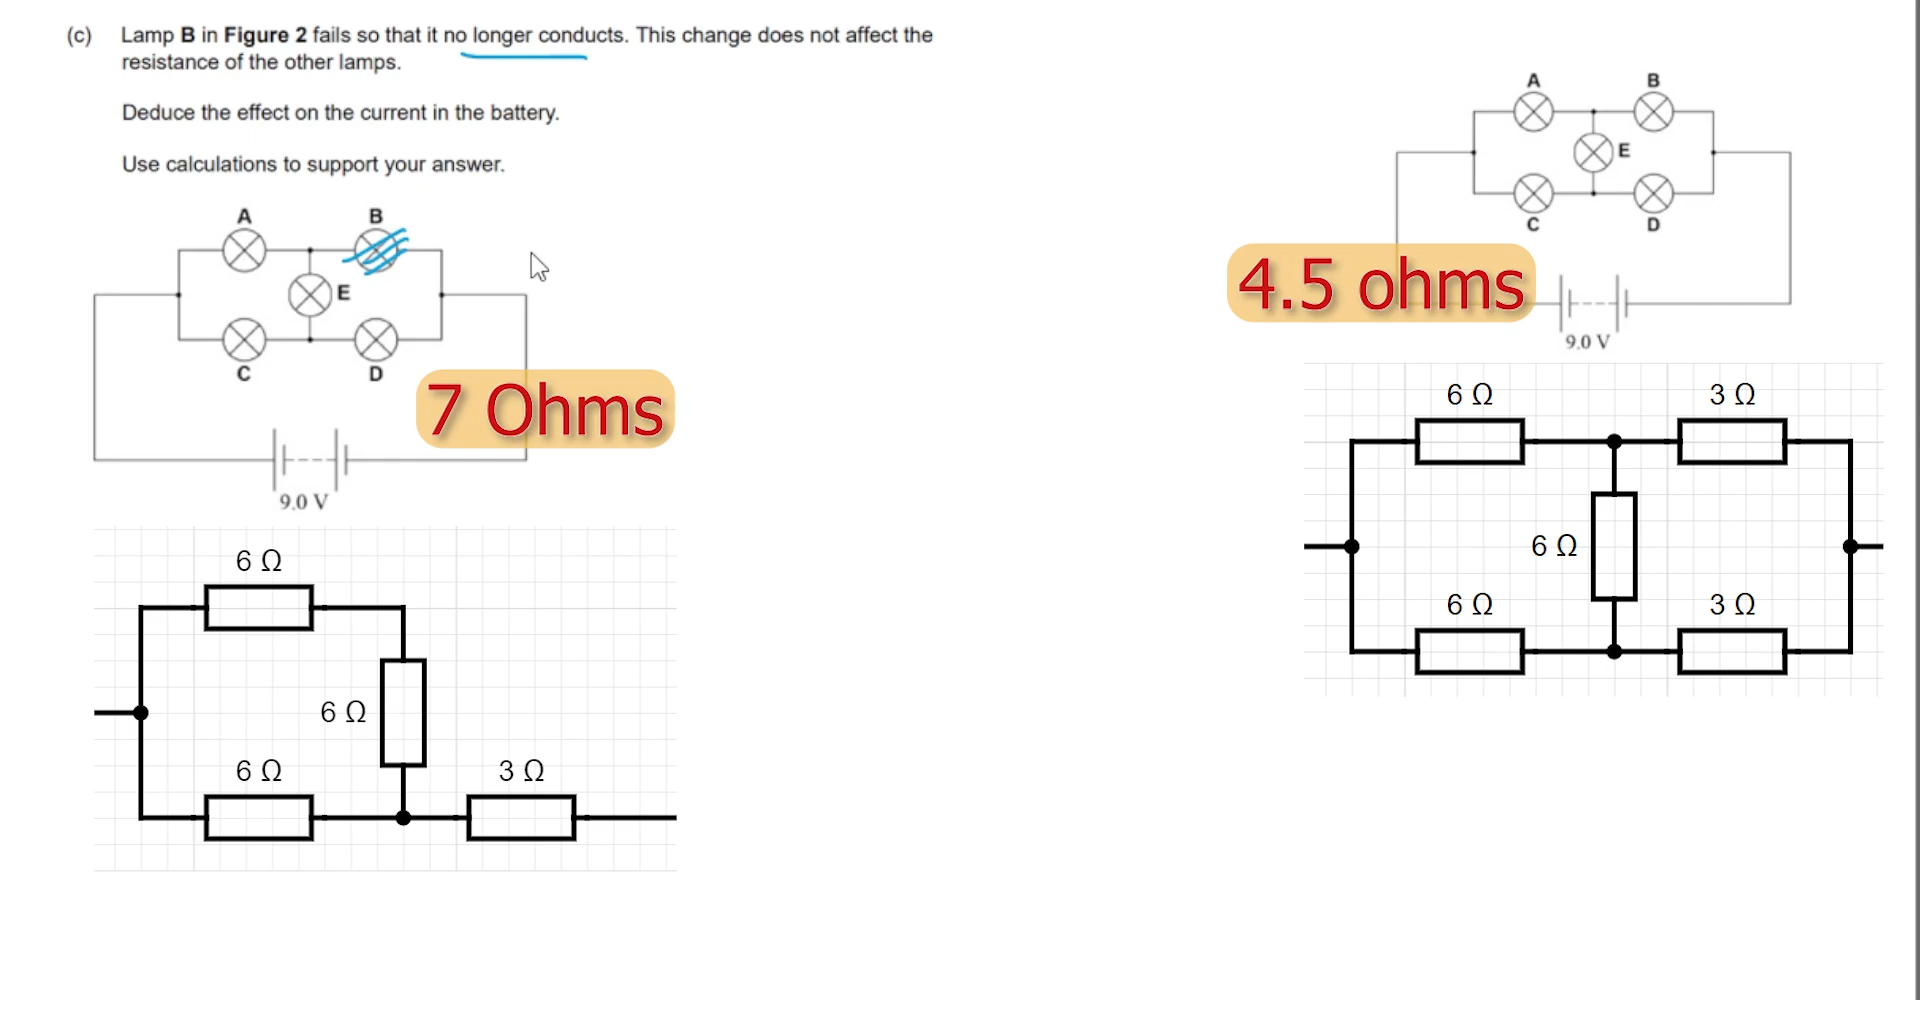 (c) Lamp B in Figure 2 fails so that it no longer conducts. This change does not affect the
resistance of the other lamps.
Deduce the effect on the current in the battery.
Use calculations to support your answer.
A B
E
C D
7 Ohms
9.0 V
6 Ω
6 Ω
6 Ω 3 Ω
A B
E
C D
4.5 ohms
9.0 V
6 Ω 3 Ω
6 Ω
6 Ω 3 Ω